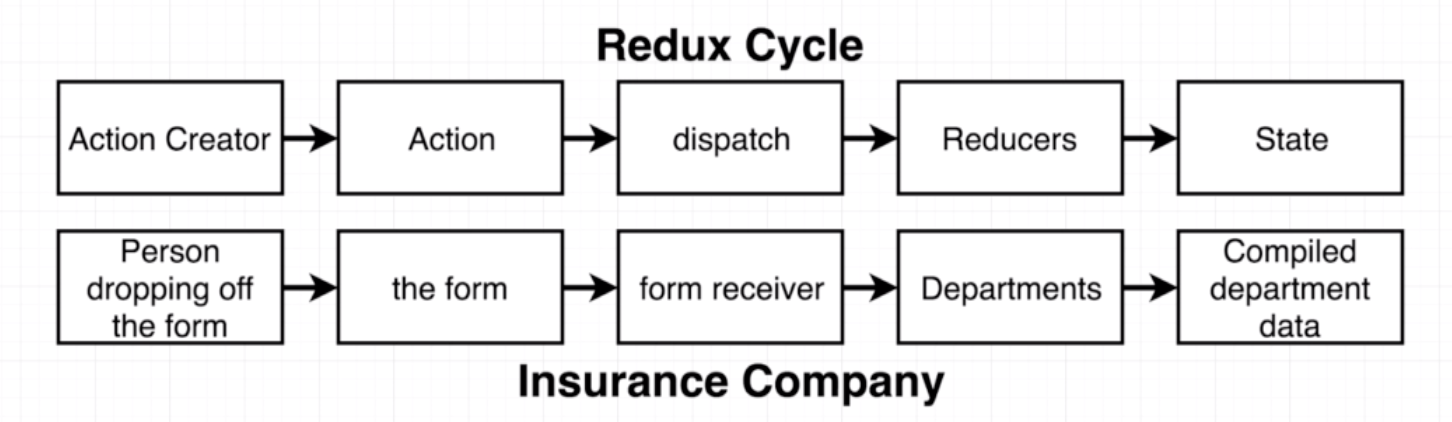 Redux Cycle
Action Creator
Action
dispatch
Reducers
State
Person
dropping off
the form
the form
form receiver
Departments
Compiled
department
data
Insurance Company